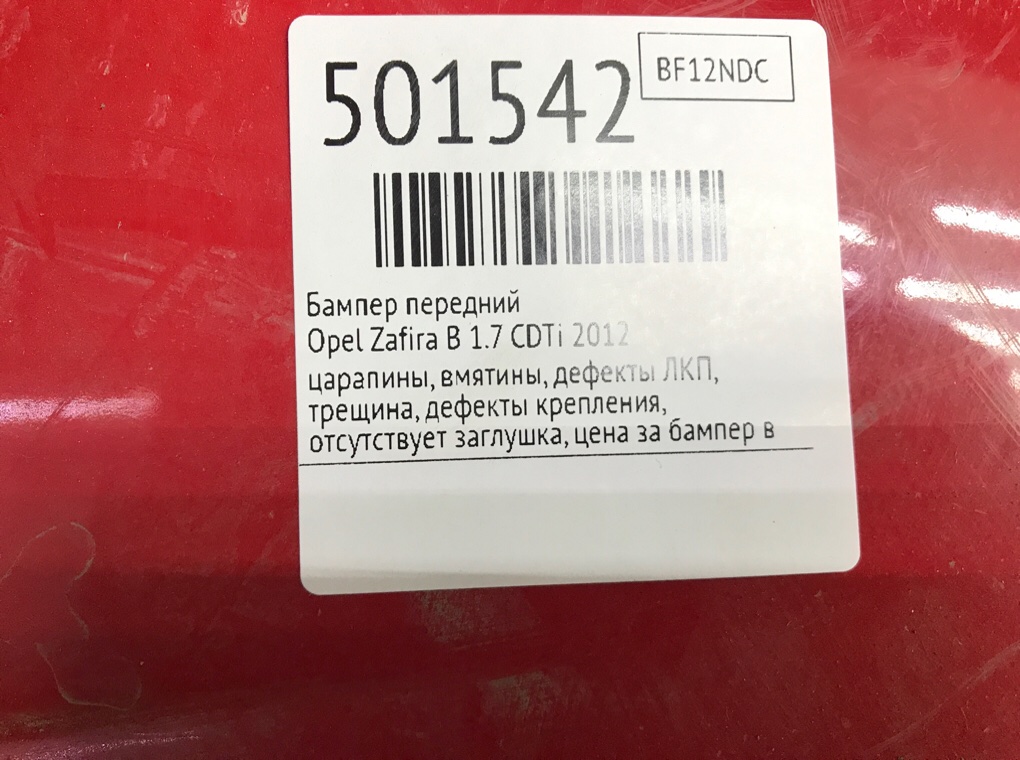 501542
BF12NDC
Бампер передний
Opel Zafira B 1.7 CDTi 2012
царапины, вмятины, дефекты ЛКП,
трещина, дефекты крепления,
отсутствует заглушка, цена за бампер в